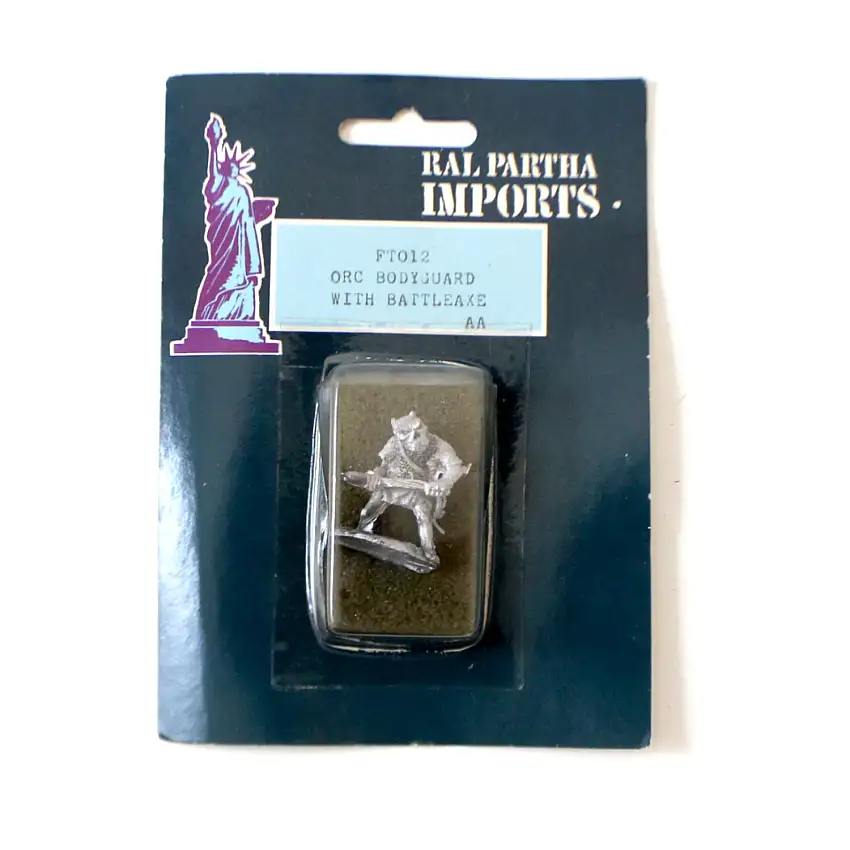 RAL PARTHA
IMPORTS
FT012
ORC BODYGUARD
WITH BATTLEAXE
AA